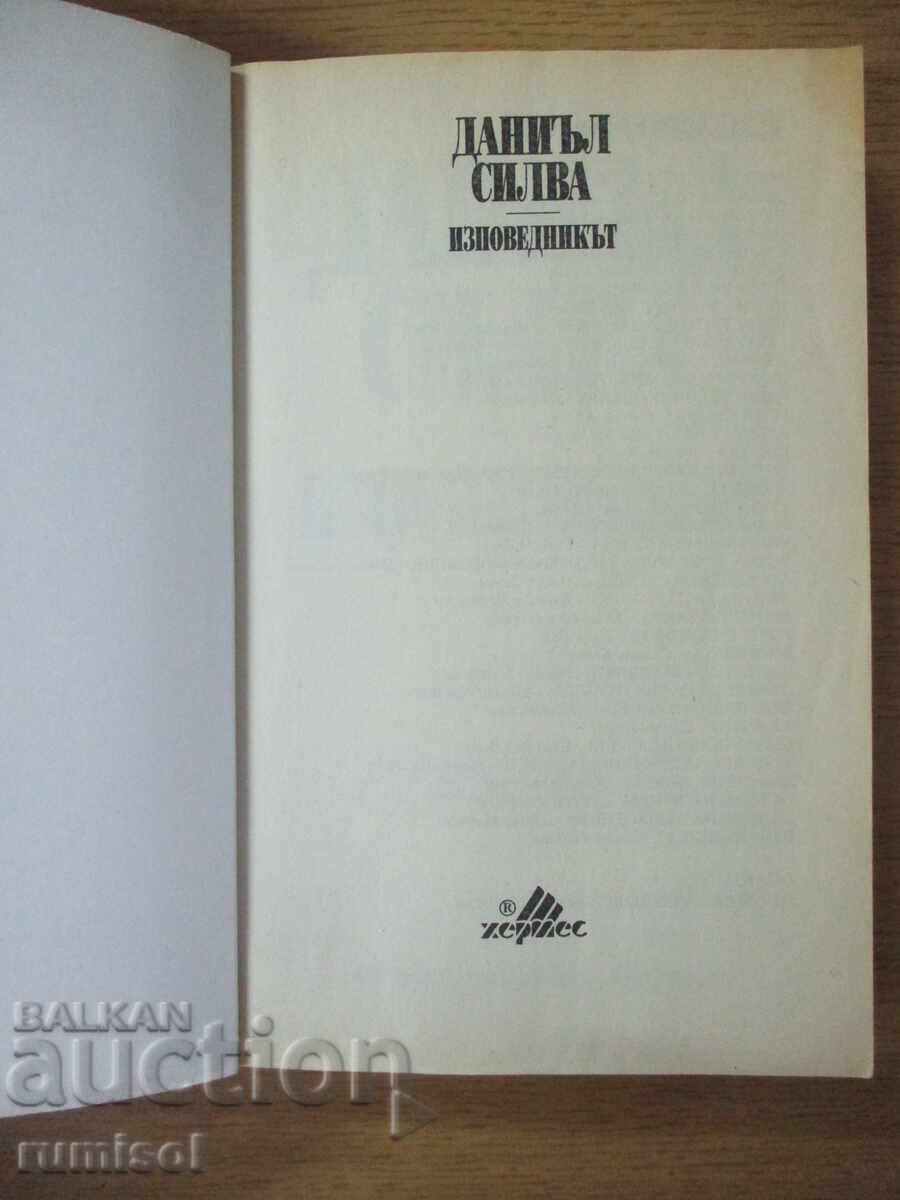 ДАНИЪЛ
СИЛВА
ИЗПОВЕДНИКЪТ
®
хермес
BALKAN
auction
rumisol